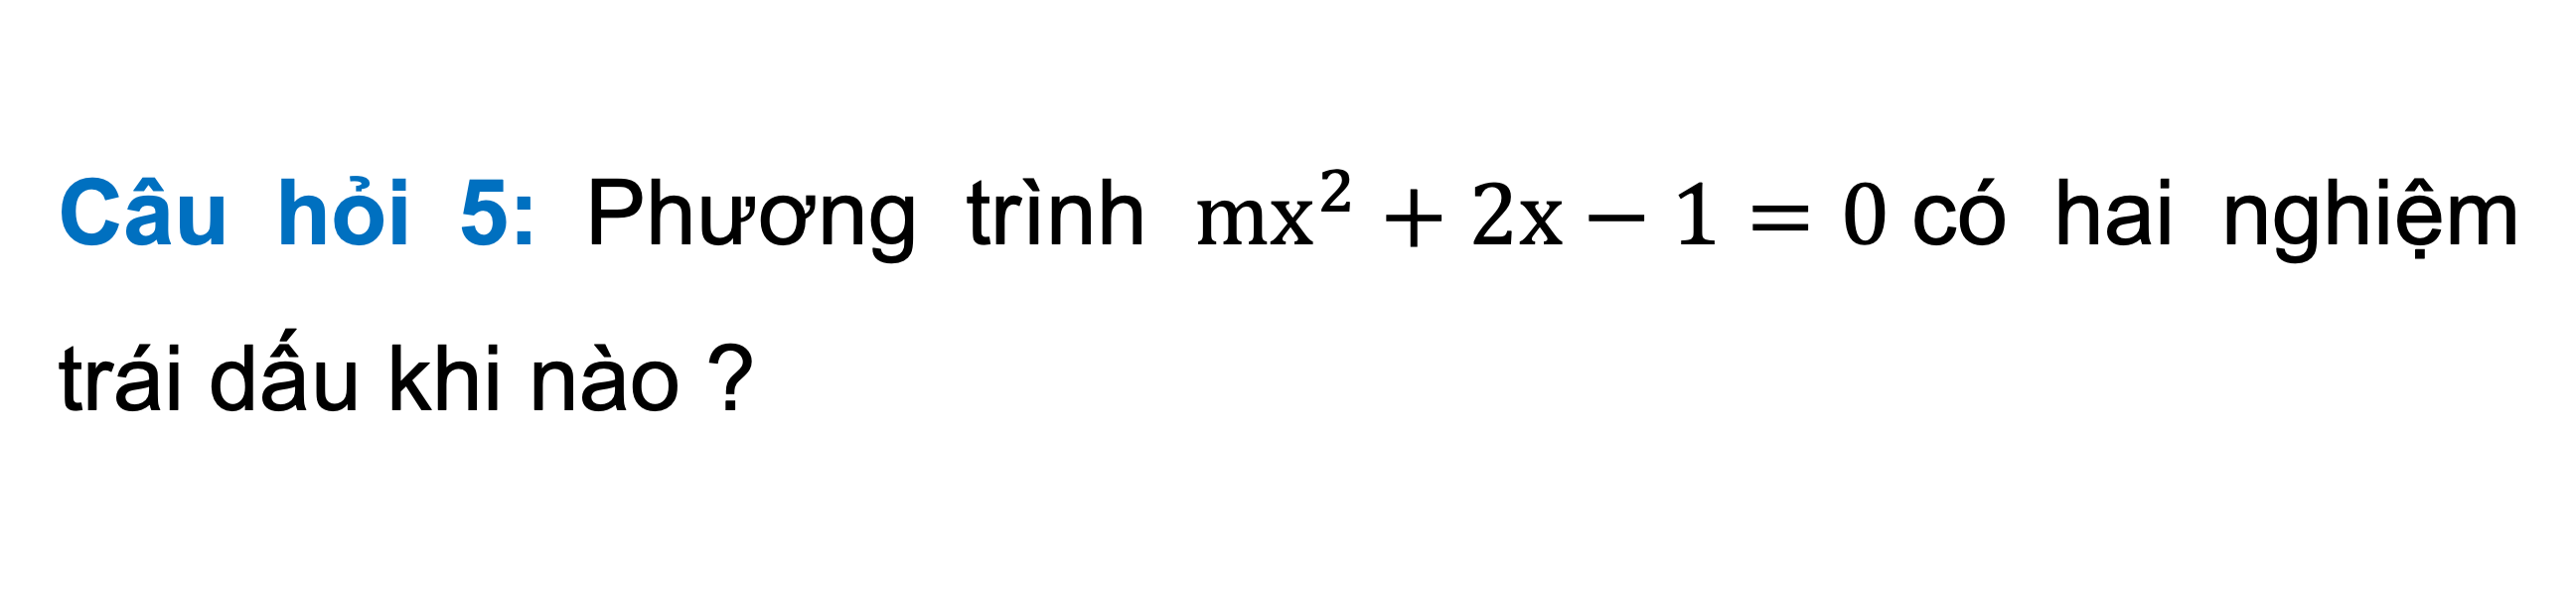 Câu hỏi 5: Phương trình mx² + 2x − 1 = 0 có hai nghiệm
trái dấu khi nào ?